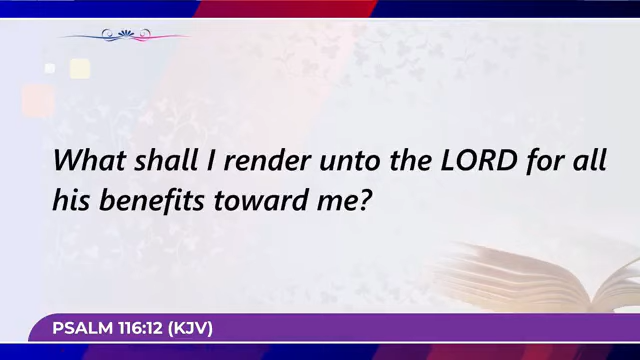 What shall I render unto the LORD for all
his benefits toward me?
PSALM 116:12 (KJV)